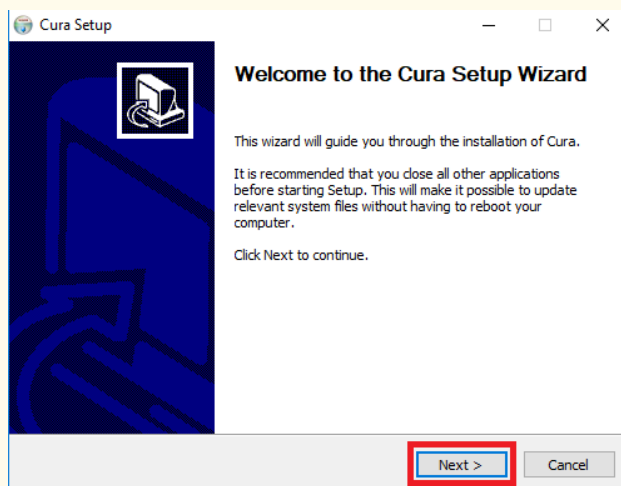 Cura Setup
Welcome to the Cura Setup Wizard
This wizard will guide you through the installation of Cura.
It is recommended that you close all other applications
before starting Setup. This will make it possible to update
relevant system files without having to reboot your
computer.
Click Next to continue.
Next >
Cancel